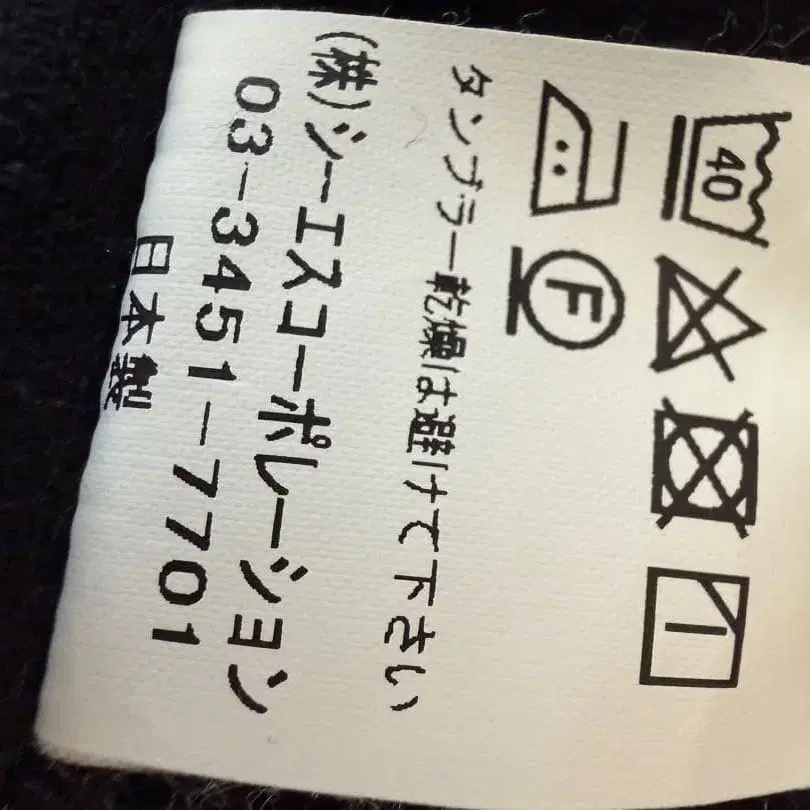 40
F
タンブラー乾燥は避けて下さい
(株)シーエスコーポレーション
03-3451-7701
日本製